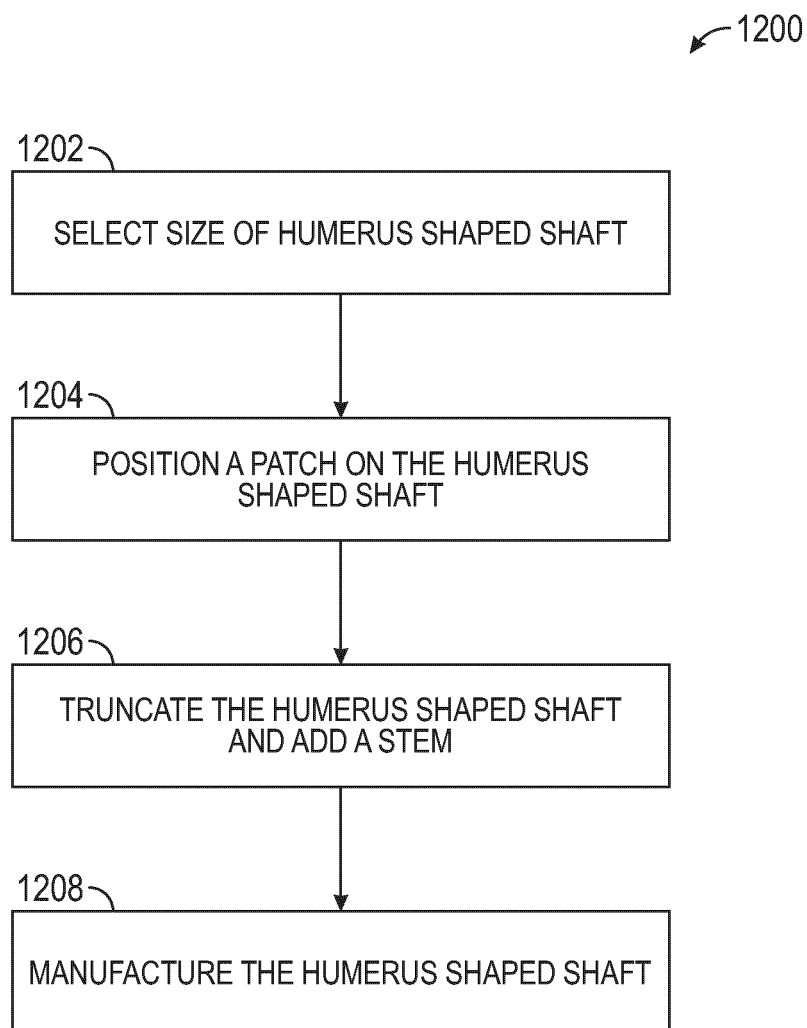 1200
1202
SELECT SIZE OF HUMERUS SHAPED SHAFT
1204
POSITION A PATCH ON THE HUMERUS
SHAPED SHAFT
1206
TRUNCATE THE HUMERUS SHAPED SHAFT
AND ADD A STEM
1208
MANUFACTURE THE HUMERUS SHAPED SHAFT